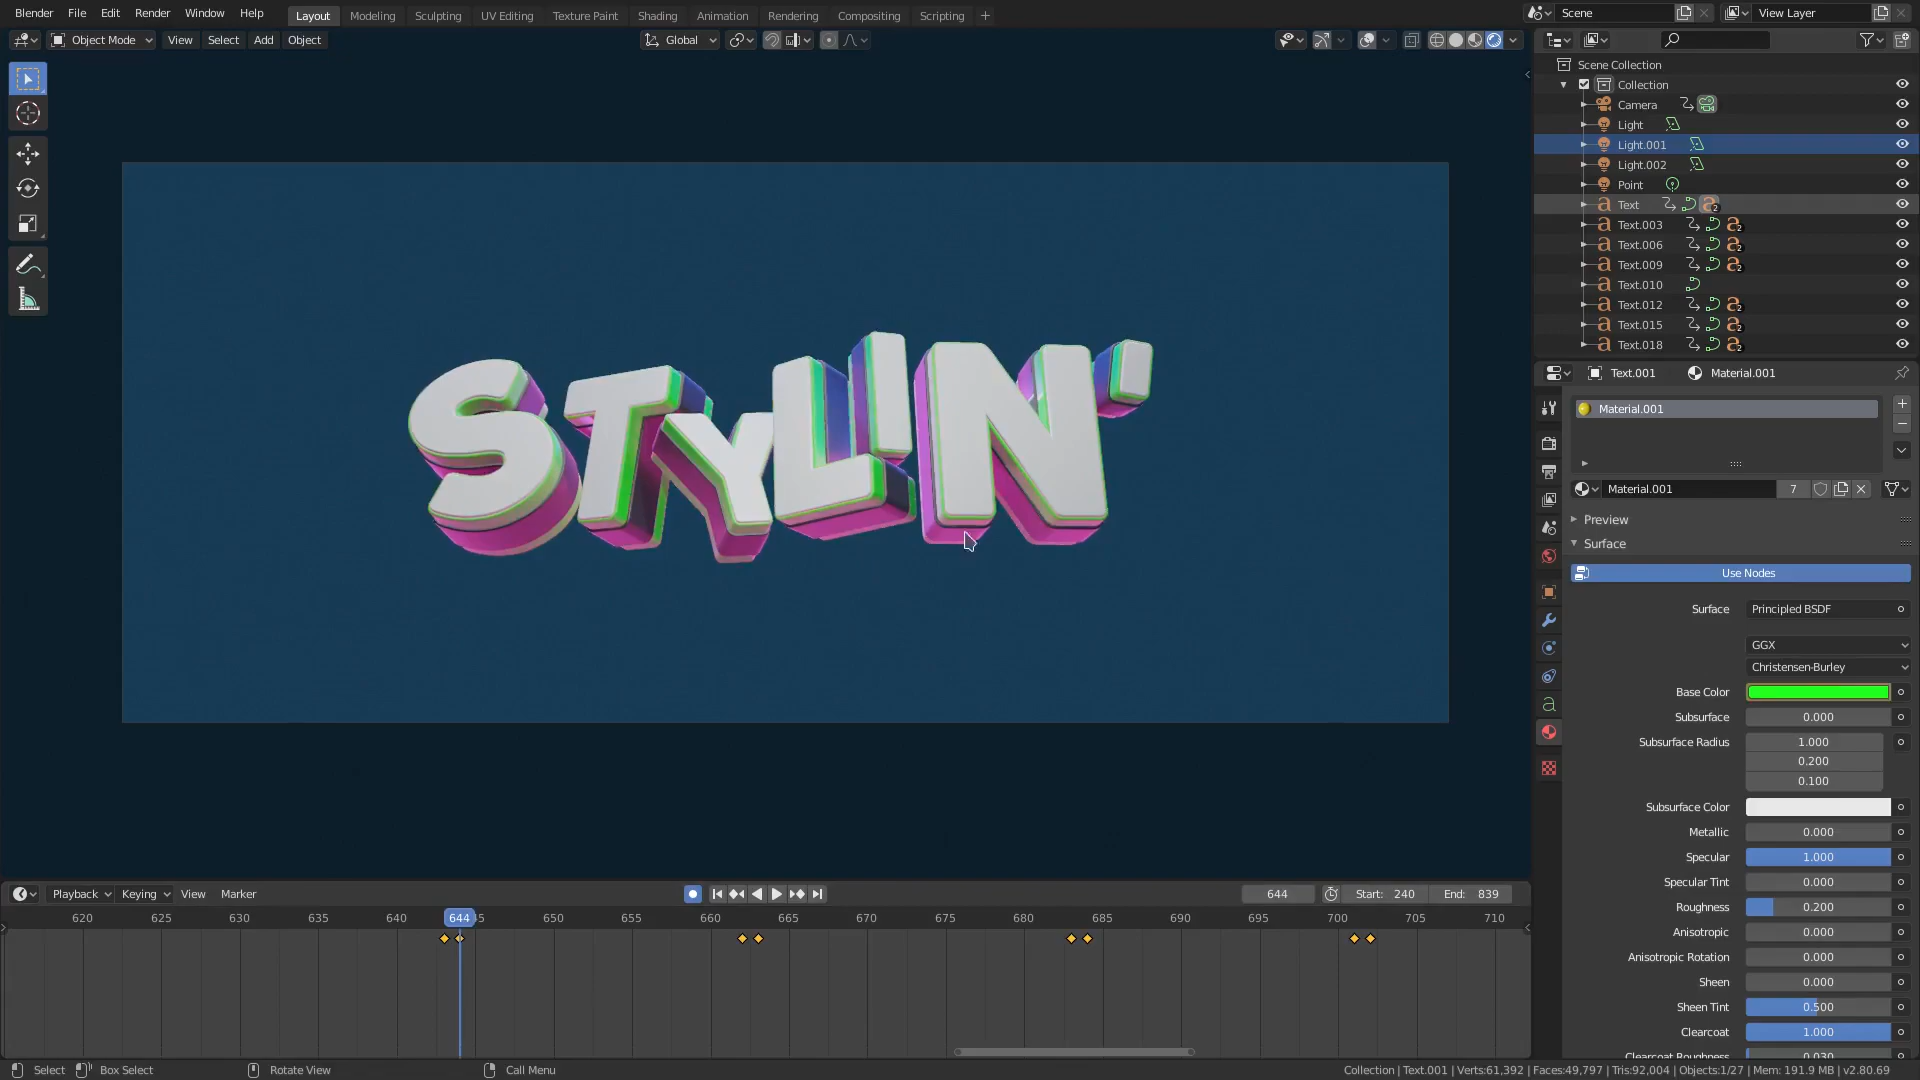 Blender File Edit Render Window Help Layout Modeling Sculpting UV Editing Texture Paint Shading Animation Rendering Compositing Scripting + Scene View Layer
Object Mode View Select Add Object Global
Scene Collection
Collection
Camera
Light
Light.001
Light.002
Point
Text
Text.003
Text.006
Text.009
Text.010
Text.012
Text.015
Text.018
STYLIN'
Text.001 Material.001
Material.001
Material.001 7
Preview
Surface
Use Nodes
Surface Principled BSDF
GGX
Christensen-Burley
Base Color
Subsurface 0.000
Subsurface Radius 1.000
0.200
0.100
Subsurface Color
Metallic 0.000
Specular 1.000
Specular Tint 0.000
Roughness 0.200
Anisotropic 0.000
Anisotropic Rotation 0.000
Sheen 0.000
Sheen Tint 0.500
Clearcoat 1.000
Clearcoat Roughness 0.030
Playback Keying View Marker 644 Start: 240 End: 839
620 625 630 635 640 644 650 655 660 665 670 675 680 685 690 695 700 705 710
Select Box Select Rotate View Call Menu Collection | Text.001 | Verts:61,392 | Faces:49,797 | Tris:92,004 | Objects:1/27 | Mem: 191.9 MB | v2.80.69